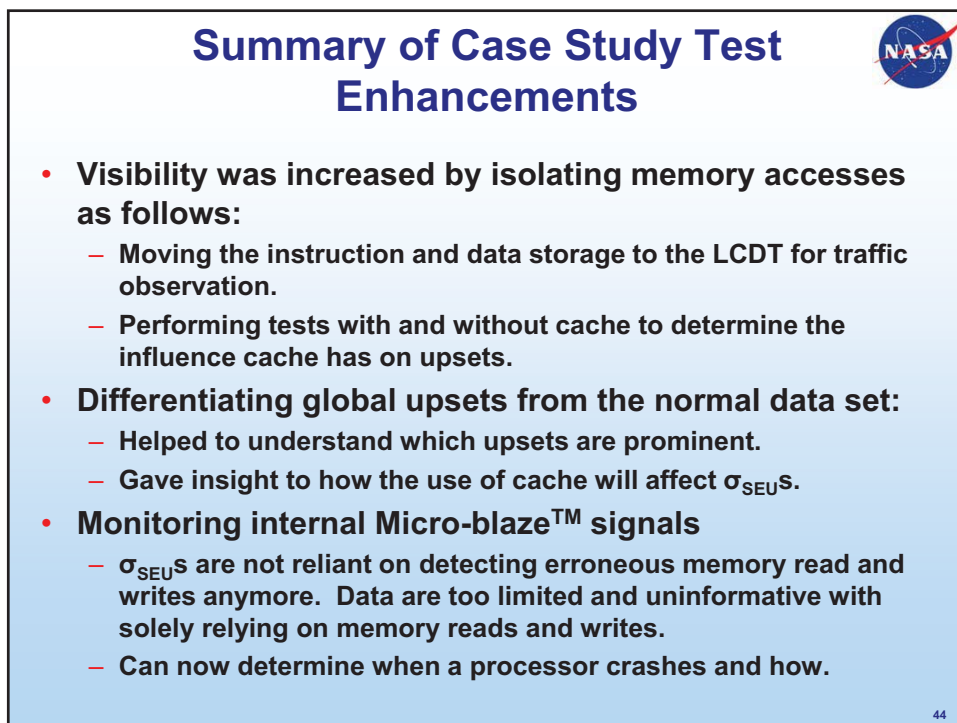 Summary of Case Study Test
Enhancements
NASA
• Visibility was increased by isolating memory accesses
as follows:
– Moving the instruction and data storage to the LCDT for traffic
observation.
– Performing tests with and without cache to determine the
influence cache has on upsets.
• Differentiating global upsets from the normal data set:
– Helped to understand which upsets are prominent.
– Gave insight to how the use of cache will affect σSEUs.
• Monitoring internal Micro-blazeTM signals
– σSEUs are not reliant on detecting erroneous memory read and
writes anymore. Data are too limited and uninformative with
solely relying on memory reads and writes.
– Can now determine when a processor crashes and how.
44